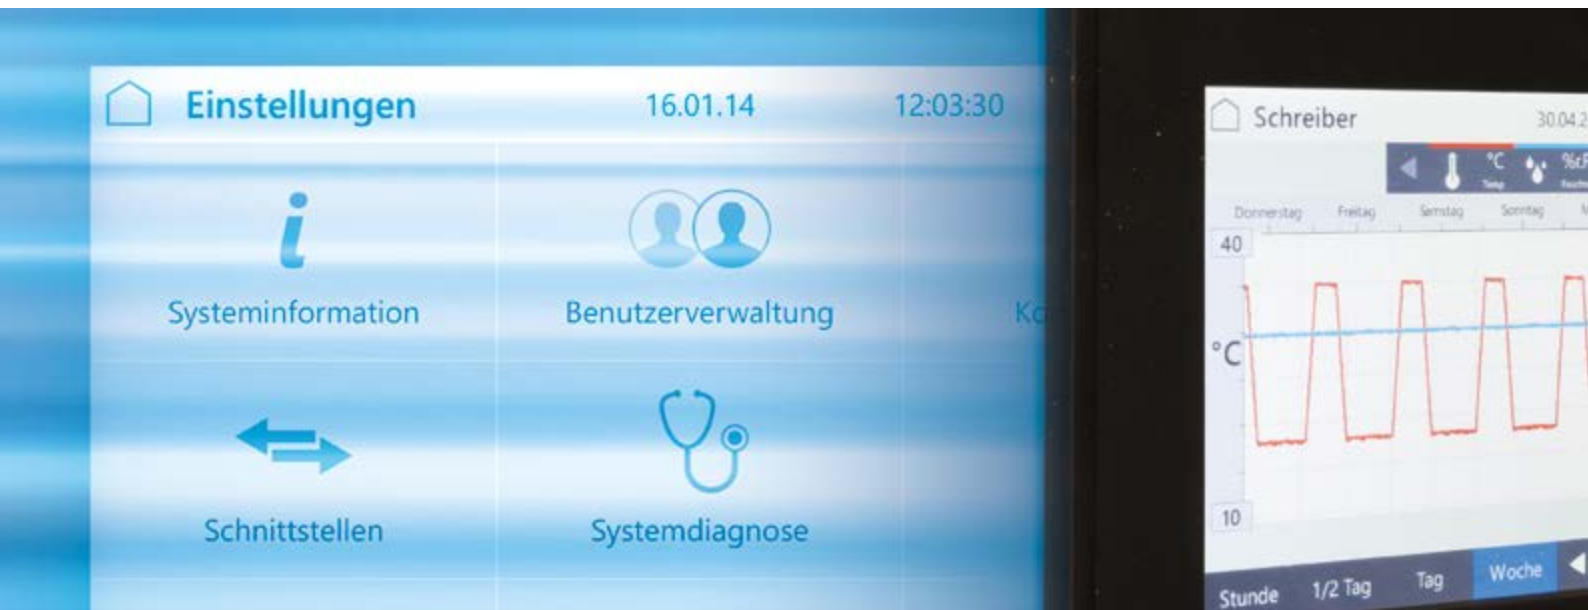 Einstellungen 16.01.14 12:03:30
Systeminformation
Benutzerverwaltung
Schnittstellen
Systemdiagnose
Schreiber
°C
Temp
Donnerstag Freitag Samstag Sonntag
40
°C
10
Stunde 1/2 Tag Tag Woche